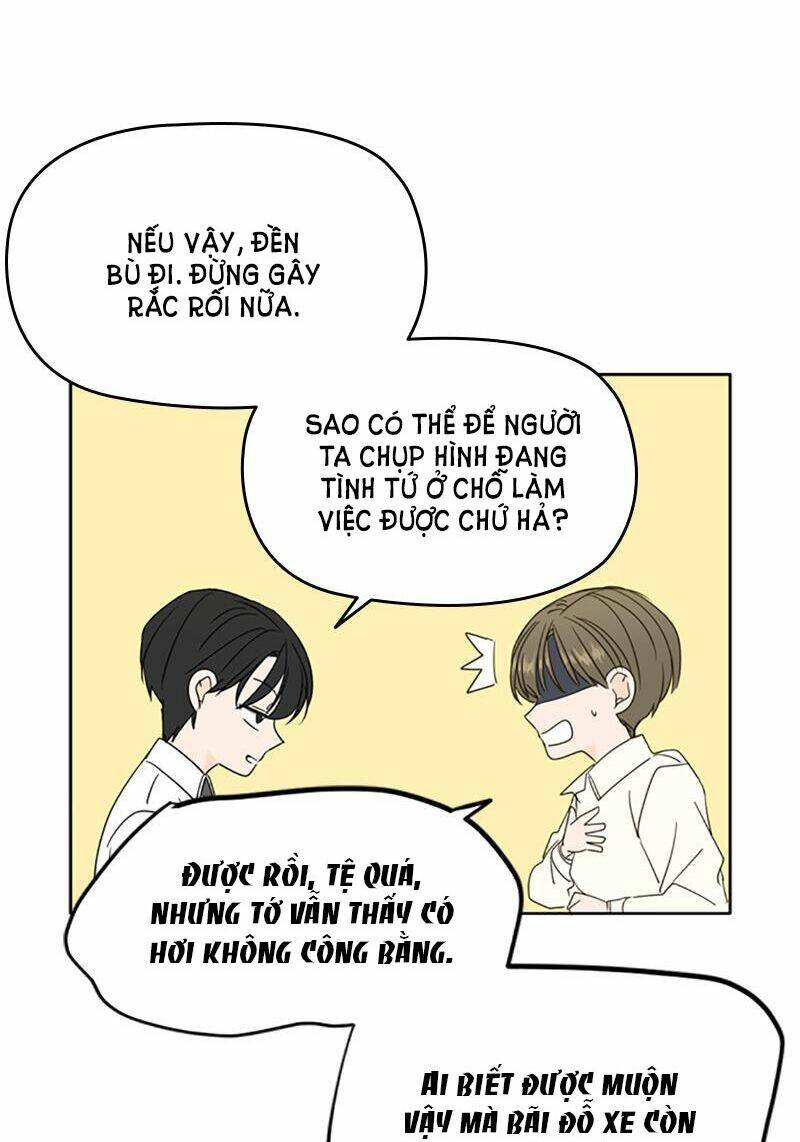 NẾU VẬY, ĐỀN
BÙ ĐI. ĐỪNG GÂY
RẮC RỐI NỮA.
SAO CÓ THỂ ĐỂ NGƯỜI
TA CHỤP HÌNH ĐANG
TÌNH TỨ Ở CHỖ LÀM
VIỆC ĐƯỢC CHỨ HẢ?
ĐƯỢC RỒI, TỆ QUÁ,
NHƯNG TỚ VẪN THẤY CÓ
HƠI KHÔNG CÔNG BẰNG.
AI BIẾT ĐƯỢC MUỘN
VẬY MÀ BÃI ĐỖ XE CÒN